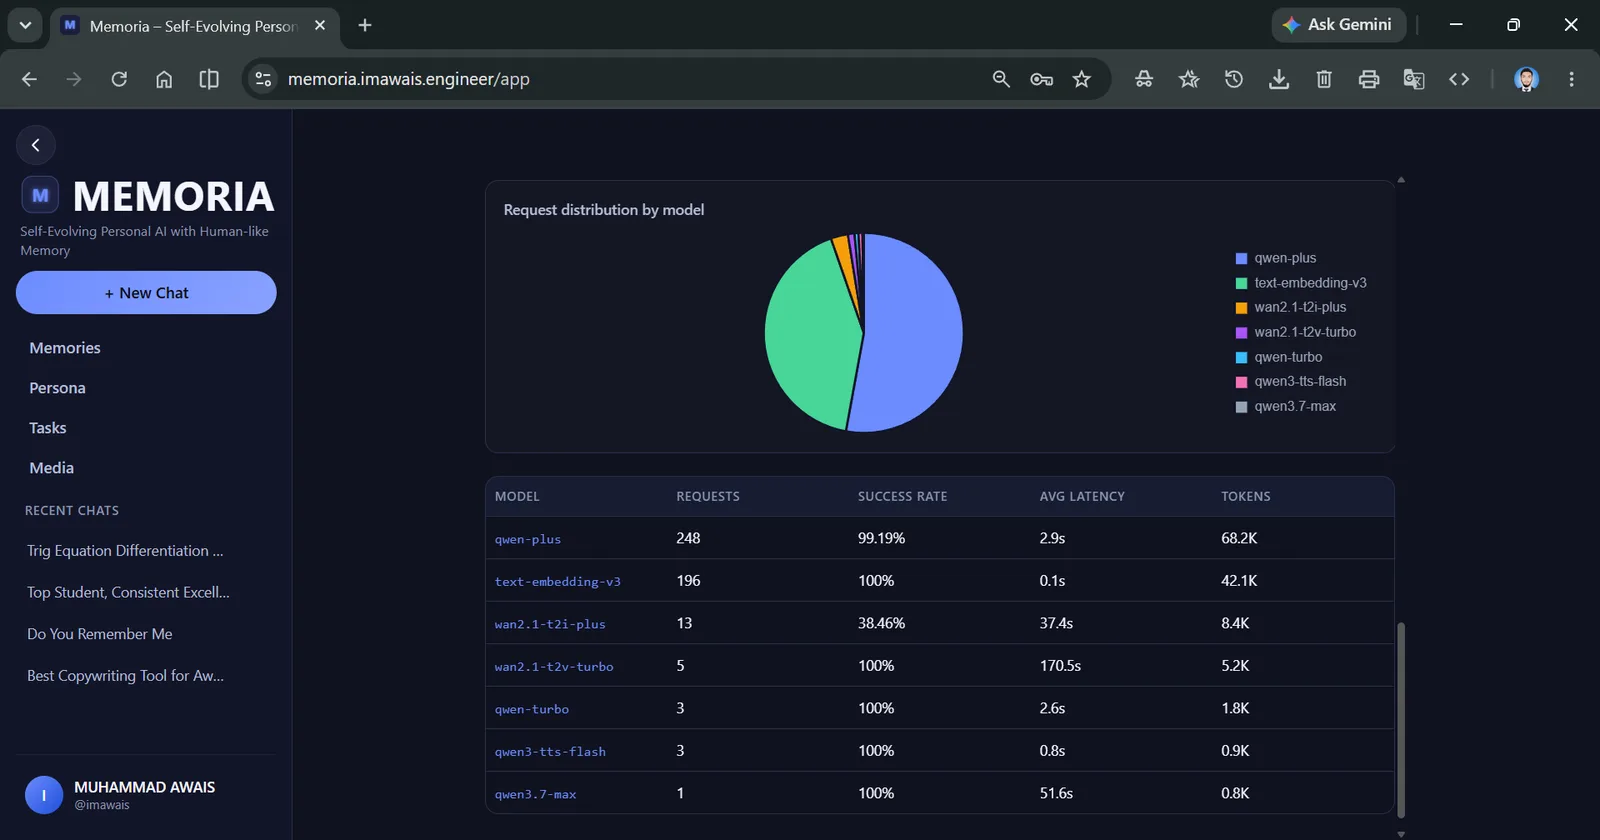 M Memoria – Self-Evolving Person
Ask Gemini
memoria.imawais.engineer/app
M MEMORIA
Self-Evolving Personal AI with Human-like
Memory
+ New Chat
Memories
Persona
Tasks
Media
RECENT CHATS
Trig Equation Differentiation ...
Top Student, Consistent Excell...
Do You Remember Me
Best Copywriting Tool for Aw...
I MUHAMMAD AWAIS
@imawais
Request distribution by model
qwen-plus
text-embedding-v3
wan2.1-t2i-plus
wan2.1-t2v-turbo
qwen-turbo
qwen3-tts-flash
qwen3.7-max
MODEL REQUESTS SUCCESS RATE AVG LATENCY TOKENS
qwen-plus 248 99.19% 2.9s 68.2K
text-embedding-v3 196 100% 0.1s 42.1K
wan2.1-t2i-plus 13 38.46% 37.4s 8.4K
wan2.1-t2v-turbo 5 100% 170.5s 5.2K
qwen-turbo 3 100% 2.6s 1.8K
qwen3-tts-flash 3 100% 0.8s 0.9K
qwen3.7-max 1 100% 51.6s 0.8K